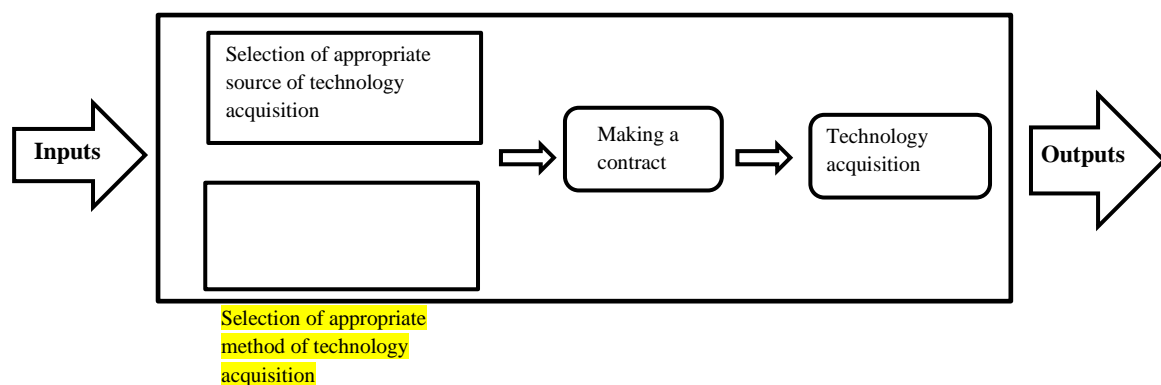 Inputs
Selection of appropriate
source of technology
acquisition
Making a
contract
Technology
acquisition
Outputs
Selection of appropriate
method of technology
acquisition